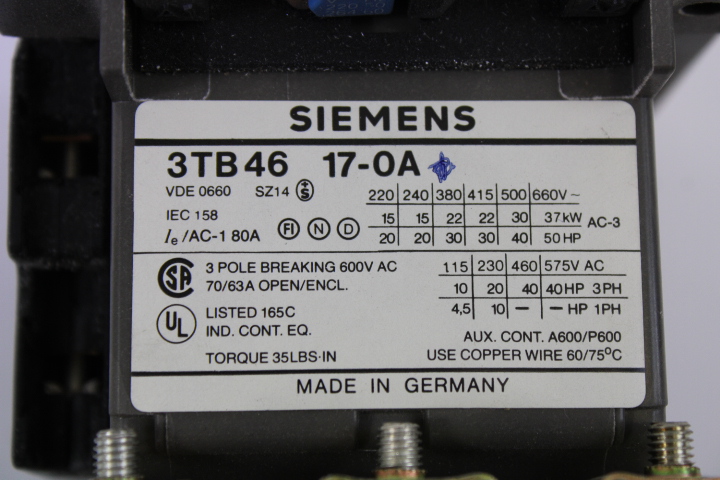 SIEMENS
3TB46 17-0A
VDE 0660 SZ14 S
IEC 158
Ie/AC-1 80A FI N D
220 240 380 415 500 660V~
15 15 22 22 30 37kW AC-3
20 20 30 30 40 50HP
SA 3 POLE BREAKING 600V AC
70/63A OPEN/ENCL.
115 230 460 575V AC
10 20 40 40HP 3PH
4,5 10 — — HP 1PH
UL LISTED 165C
IND. CONT. EQ.
AUX. CONT. A600/P600
TORQUE 35LBS·IN USE COPPER WIRE 60/75°C
MADE IN GERMANY